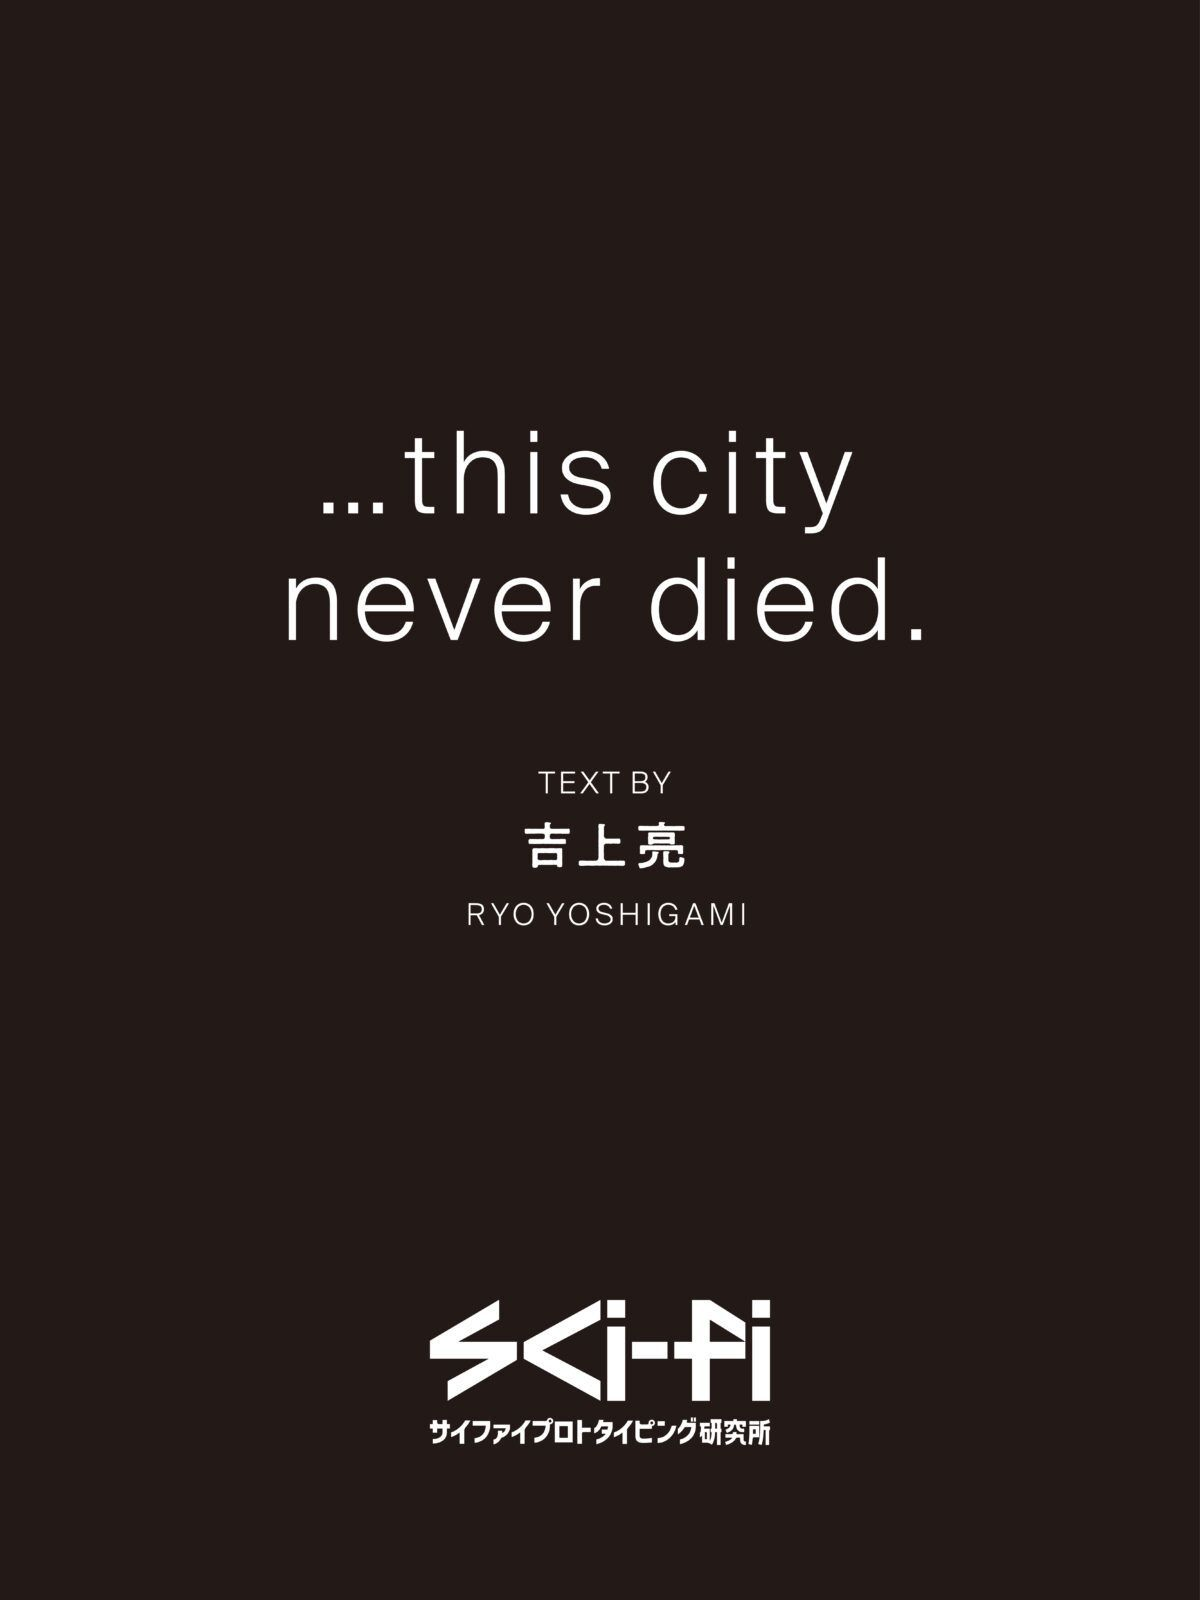 ...this city
never died.
TEXT BY
吉上亮
RYO YOSHIGAMI
sci-fi
サイファイプロトタイピング研究所